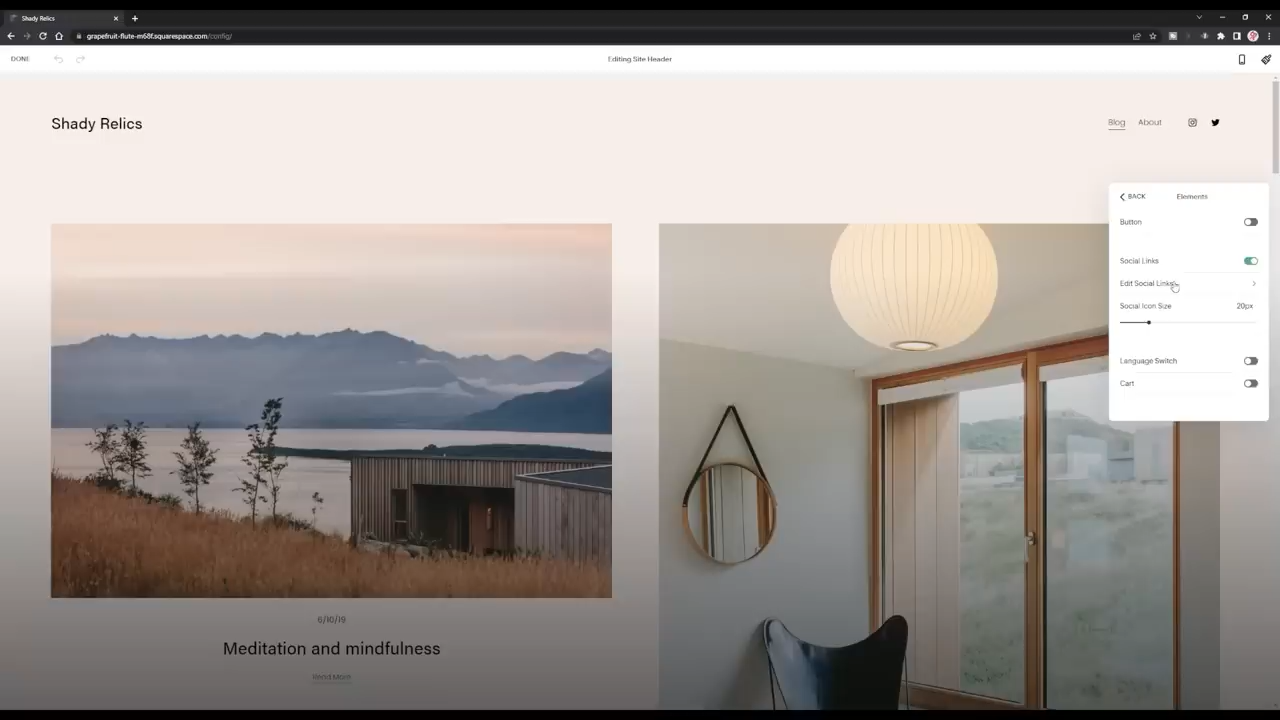 Shady Relics
grapefruit-flute-m68f.squarespace.com/config/
DONE
Editing Site Header
Shady Relics
Blog About
BACK Elements
Button
Social Links
Edit Social Links
Social Icon Size 20px
Language Switch
Cart
6/10/19
Meditation and mindfulness
Read More